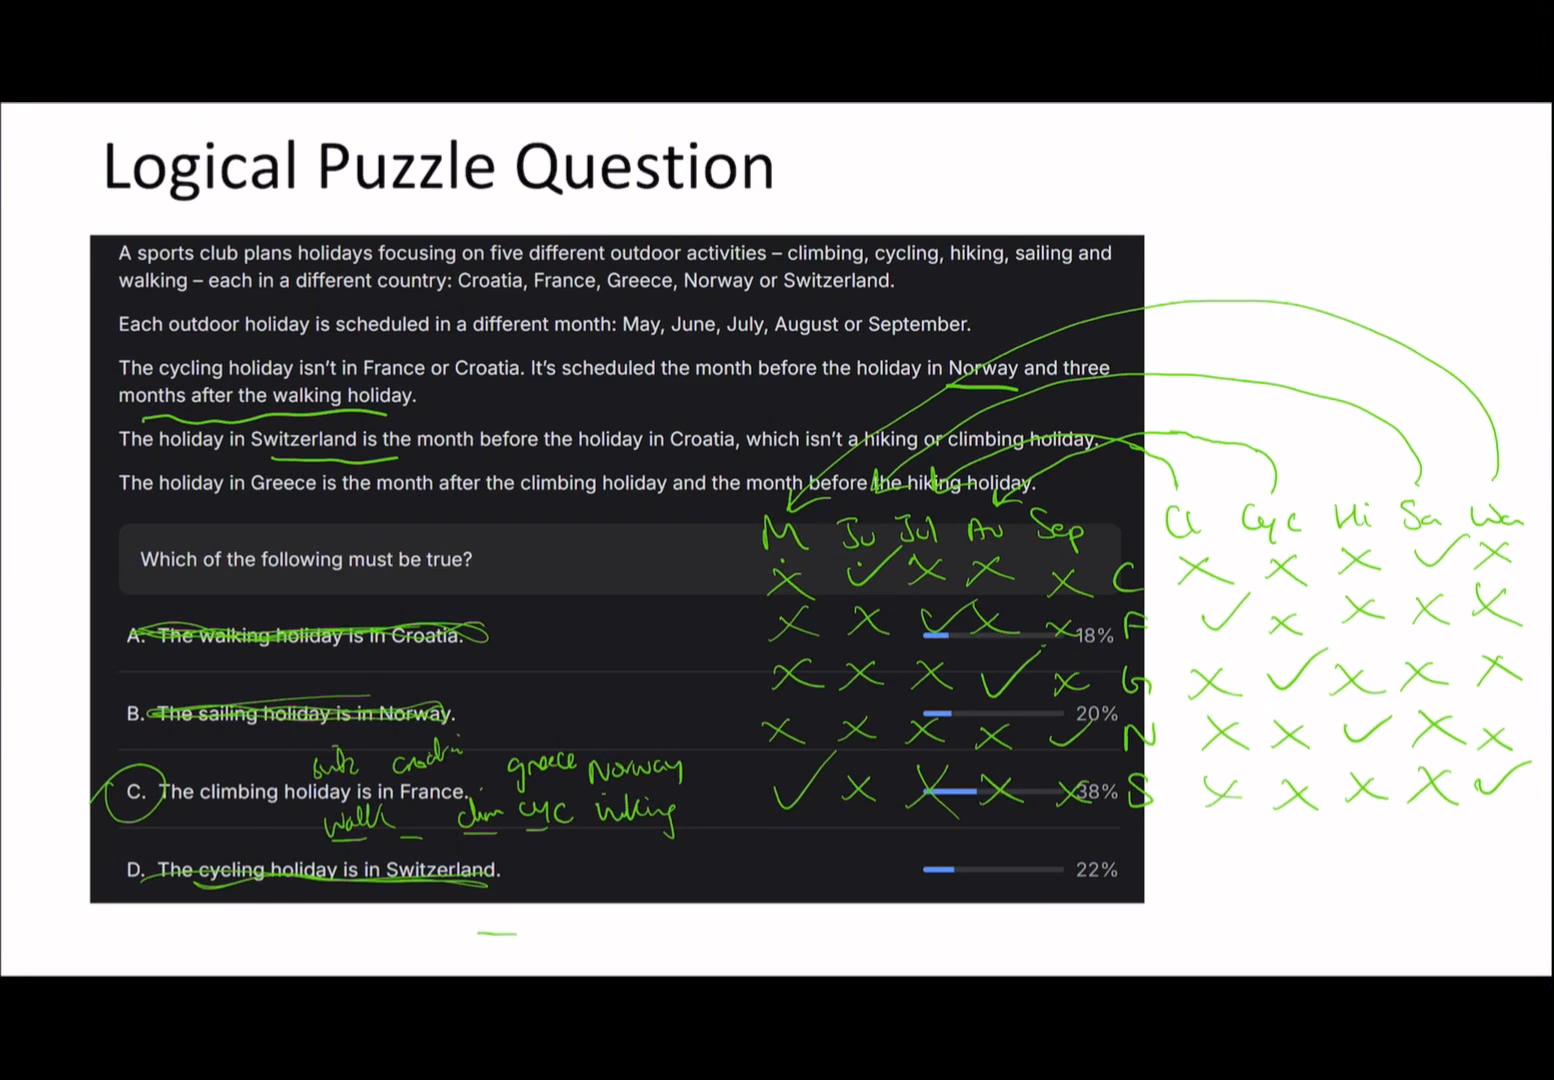 Logical Puzzle Question
A sports club plans holidays focusing on five different outdoor activities – climbing, cycling, hiking, sailing and
walking – each in a different country: Croatia, France, Greece, Norway or Switzerland.
Each outdoor holiday is scheduled in a different month: May, June, July, August or September.
The cycling holiday isn't in France or Croatia. It's scheduled the month before the holiday in Norway and three
months after the walking holiday.
The holiday in Switzerland is the month before the holiday in Croatia, which isn't a hiking or climbing holiday.
The holiday in Greece is the month after the climbing holiday and the month before the hiking holiday.
M Ju Jul Au Sep
Cl Cyc Hi Sa Wa
Which of the following must be true?
C
A. The walking holiday is in Croatia. 18% F
G
B. The sailing holiday is in Norway. 20%
N
greece Norway
C. The climbing holiday is in France. 38% S
walk clim cyc hiking
D. The cycling holiday is in Switzerland. 22%